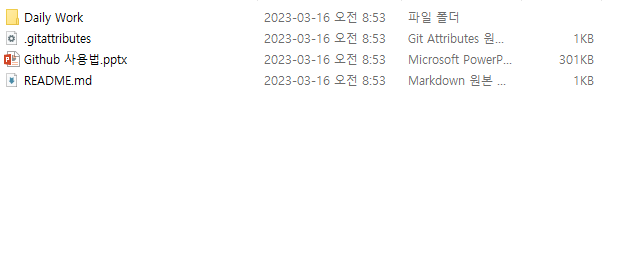 Daily Work 2023-03-16 오전 8:53 파일 폴더
.gitattributes 2023-03-16 오전 8:53 Git Attributes 원... 1KB
Github 사용법.pptx 2023-03-16 오전 8:53 Microsoft PowerP... 301KB
README.md 2023-03-16 오전 8:53 Markdown 원본 ... 1KB